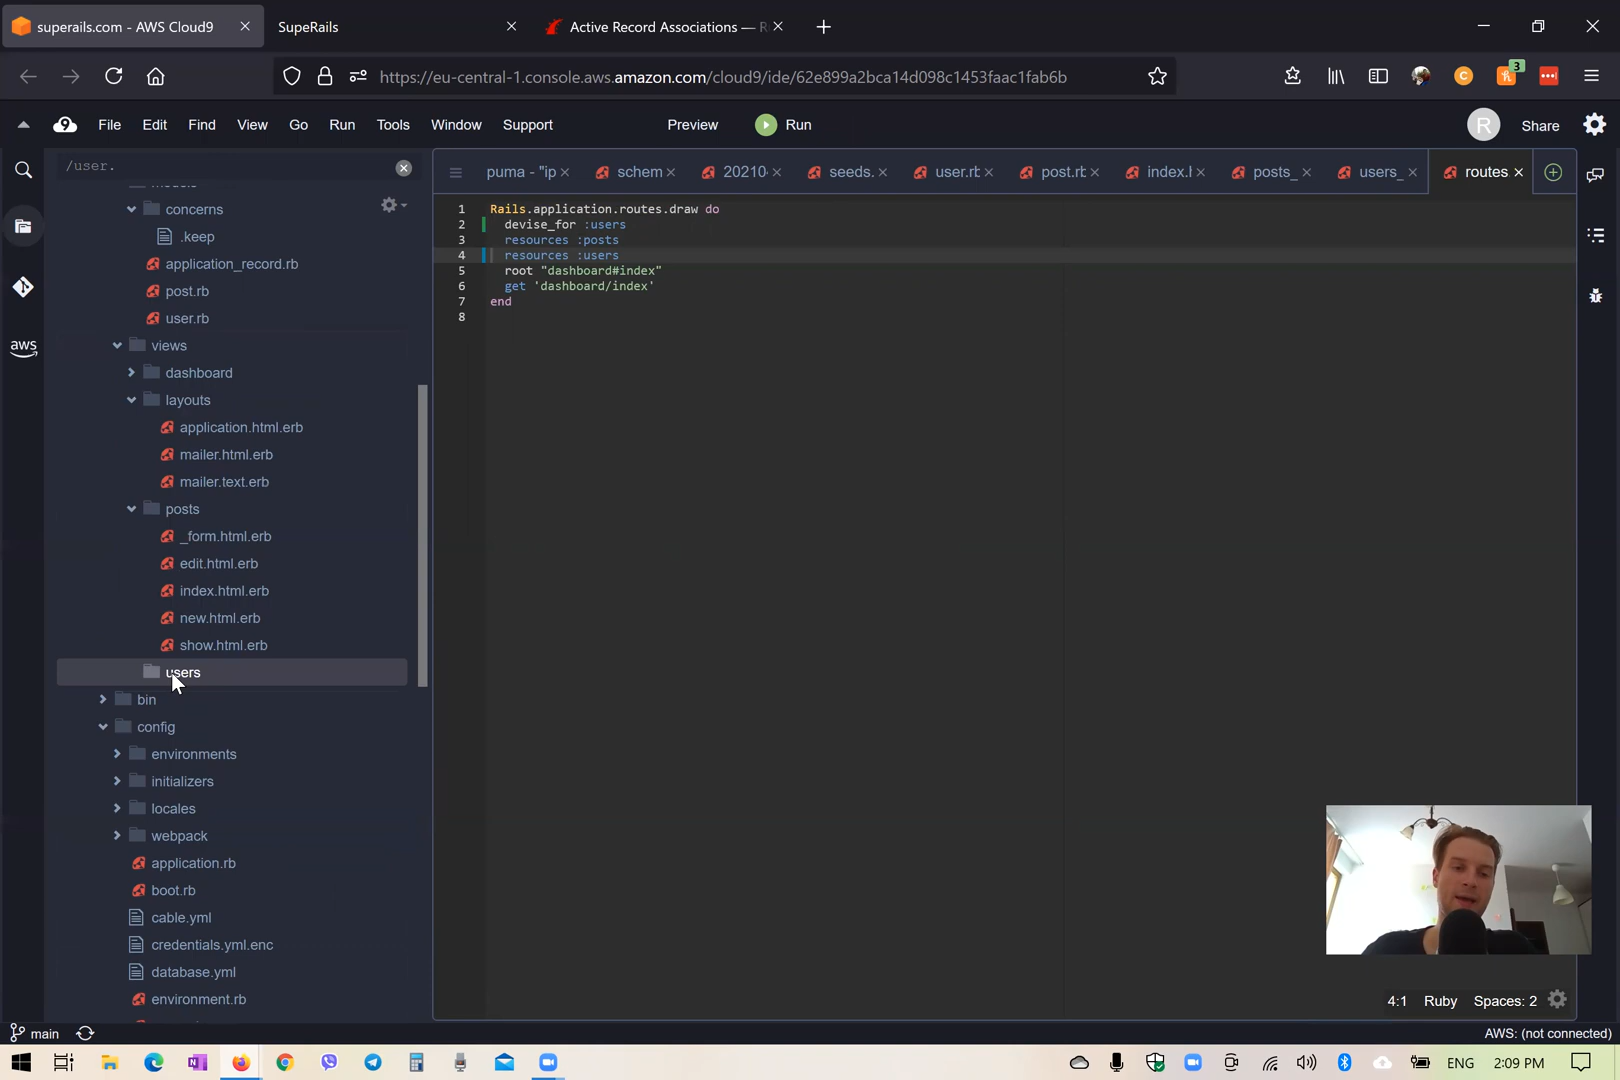 superails.com - AWS Cloud9
SupeRails
Active Record Associations — R
https://eu-central-1.console.aws.amazon.com/cloud9/ide/62e899a2bca14d098c1453faac1fab6b
C
3
9
File
Edit
Find
View
Go
Run
Tools
Window
Support
Preview
Run
R
Share
/user.
puma - "ip
schem
20210
seeds.
user.rb
post.rb
index.l
posts_
users_
routes
aws
models
concerns
.keep
application_record.rb
post.rb
user.rb
views
dashboard
layouts
application.html.erb
mailer.html.erb
mailer.text.erb
posts
_form.html.erb
edit.html.erb
index.html.erb
new.html.erb
show.html.erb
users
bin
config
environments
initializers
locales
webpack
application.rb
boot.rb
cable.yml
credentials.yml.enc
database.yml
environment.rb
1 Rails.application.routes.draw do
2 devise_for :users
3 resources :posts
4 resources :users
5 root "dashboard#index"
6 get 'dashboard/index'
7 end
8
4:1
Ruby
Spaces: 2
main
AWS: (not connected)
ENG
2:09 PM